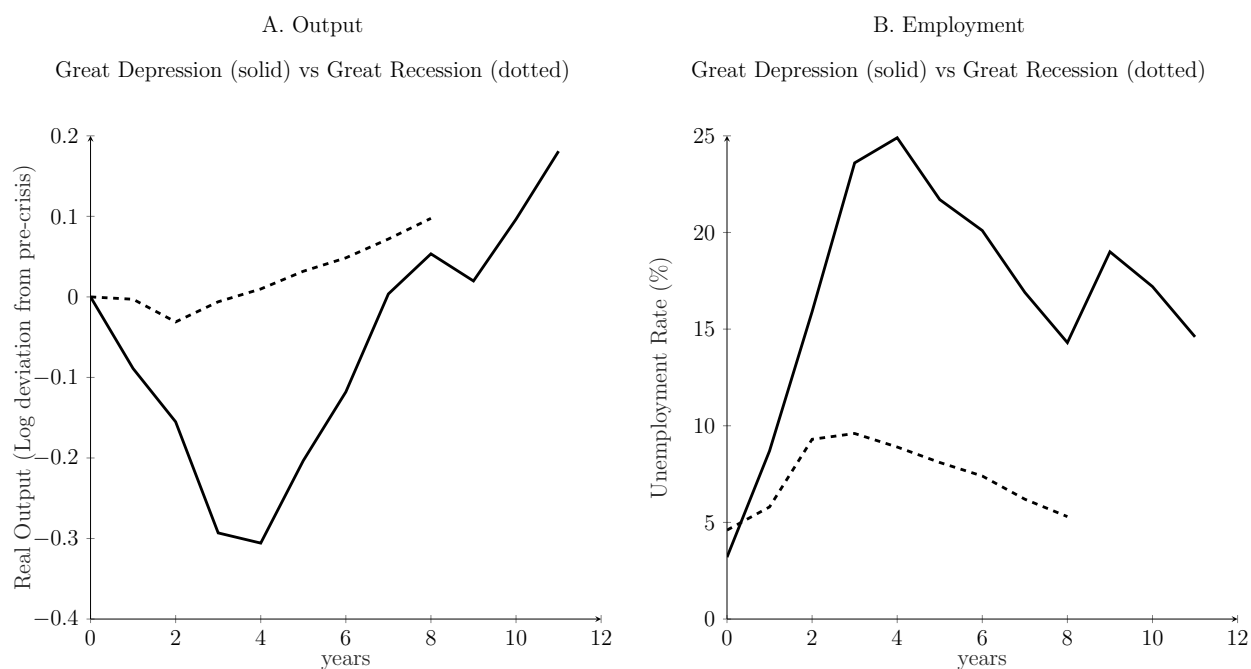 A. Output
Great Depression (solid) vs Great Recession (dotted)
Real Output (Log deviation from pre-crisis)
0.2
0.1
0
−0.1
−0.2
−0.3
−0.4
0 2 4 6 8 10 12
years
B. Employment
Great Depression (solid) vs Great Recession (dotted)
Unemployment Rate (%)
25
20
15
10
5
0
0 2 4 6 8 10 12
years